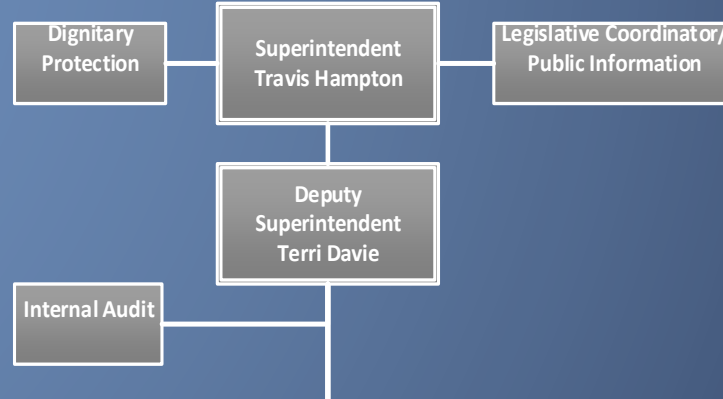 Dignitary
Protection
Superintendent
Travis Hampton
Legislative Coordinator/
Public Information
Deputy
Superintendent
Terri Davie
Internal Audit